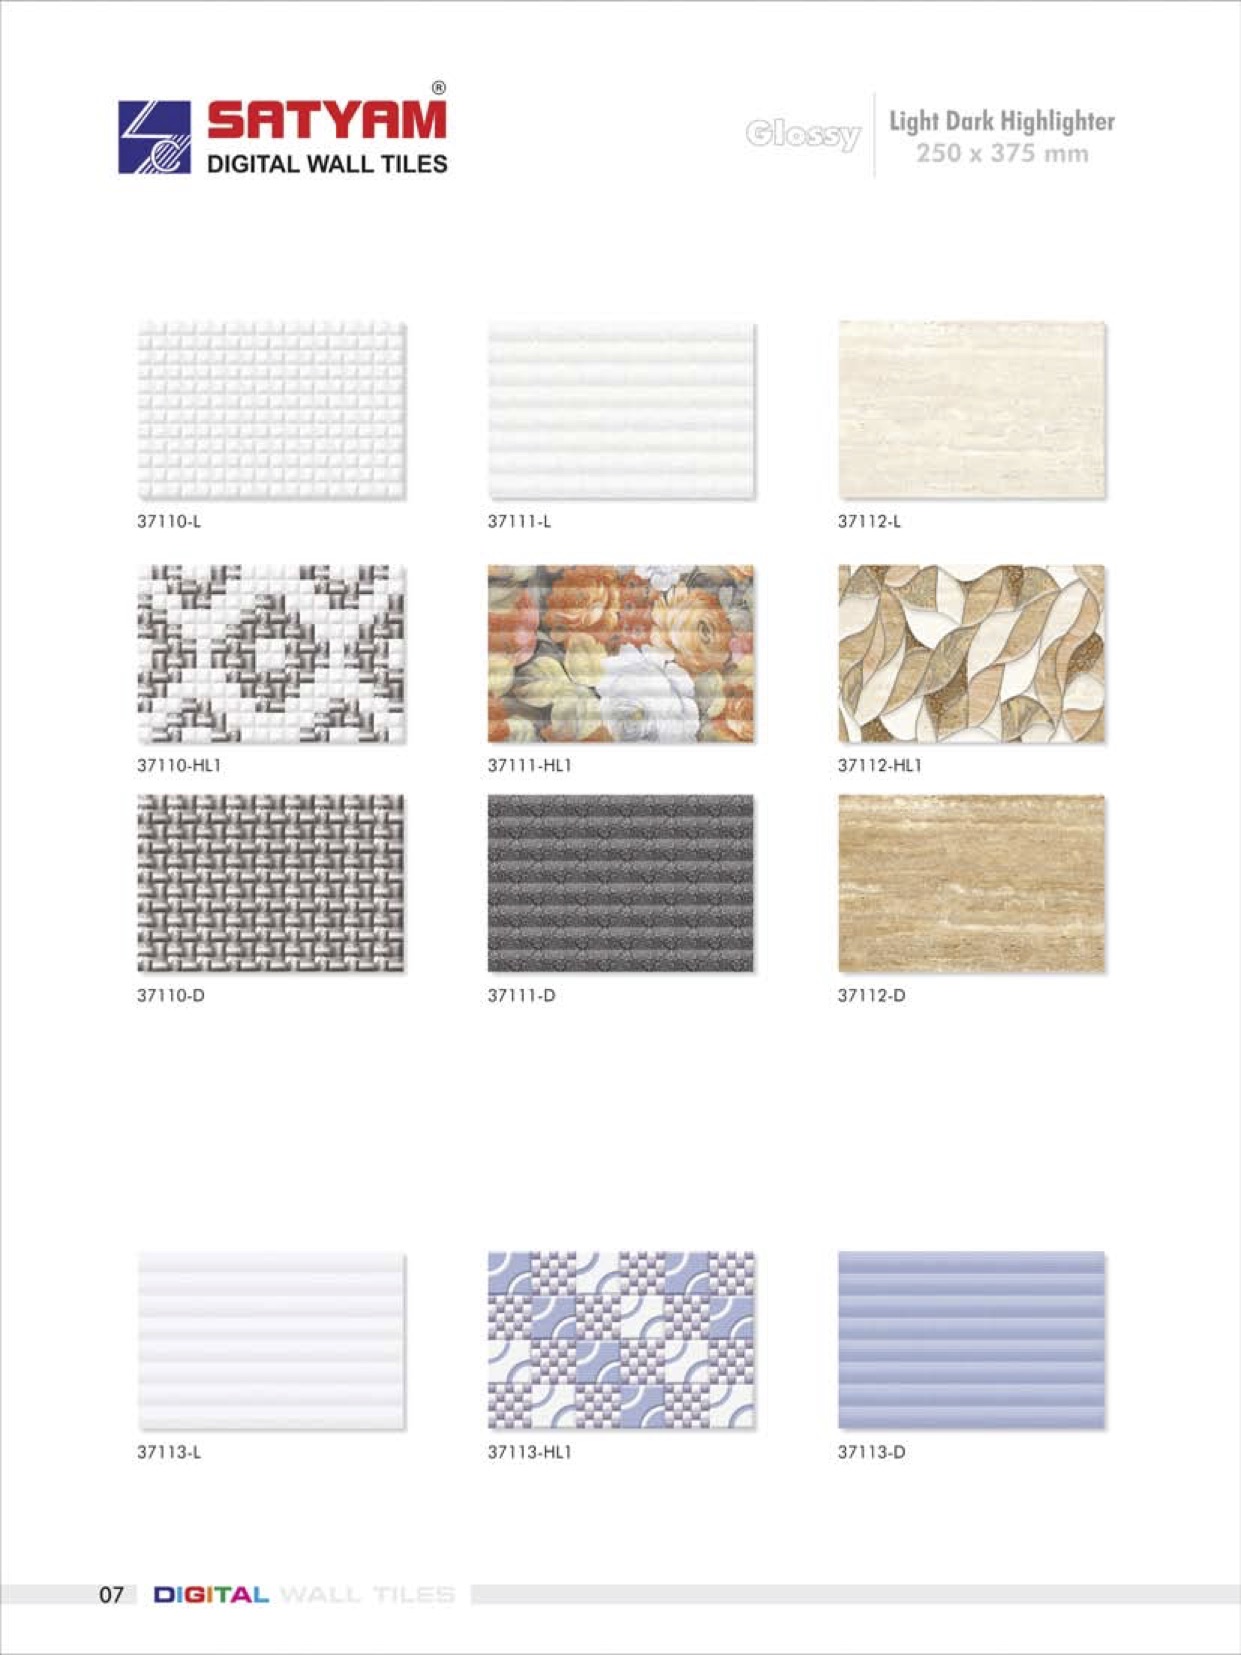 ®
SATYAM
DIGITAL WALL TILES
Glossy
Light Dark Highlighter
250 x 375 mm
37110-L
37111-L
37112-L
37110-HL1
37111-HL1
37112-HL1
37110-D
37111-D
37112-D
37113-L
37113-HL1
37113-D
07 DIGITAL WALL TILES